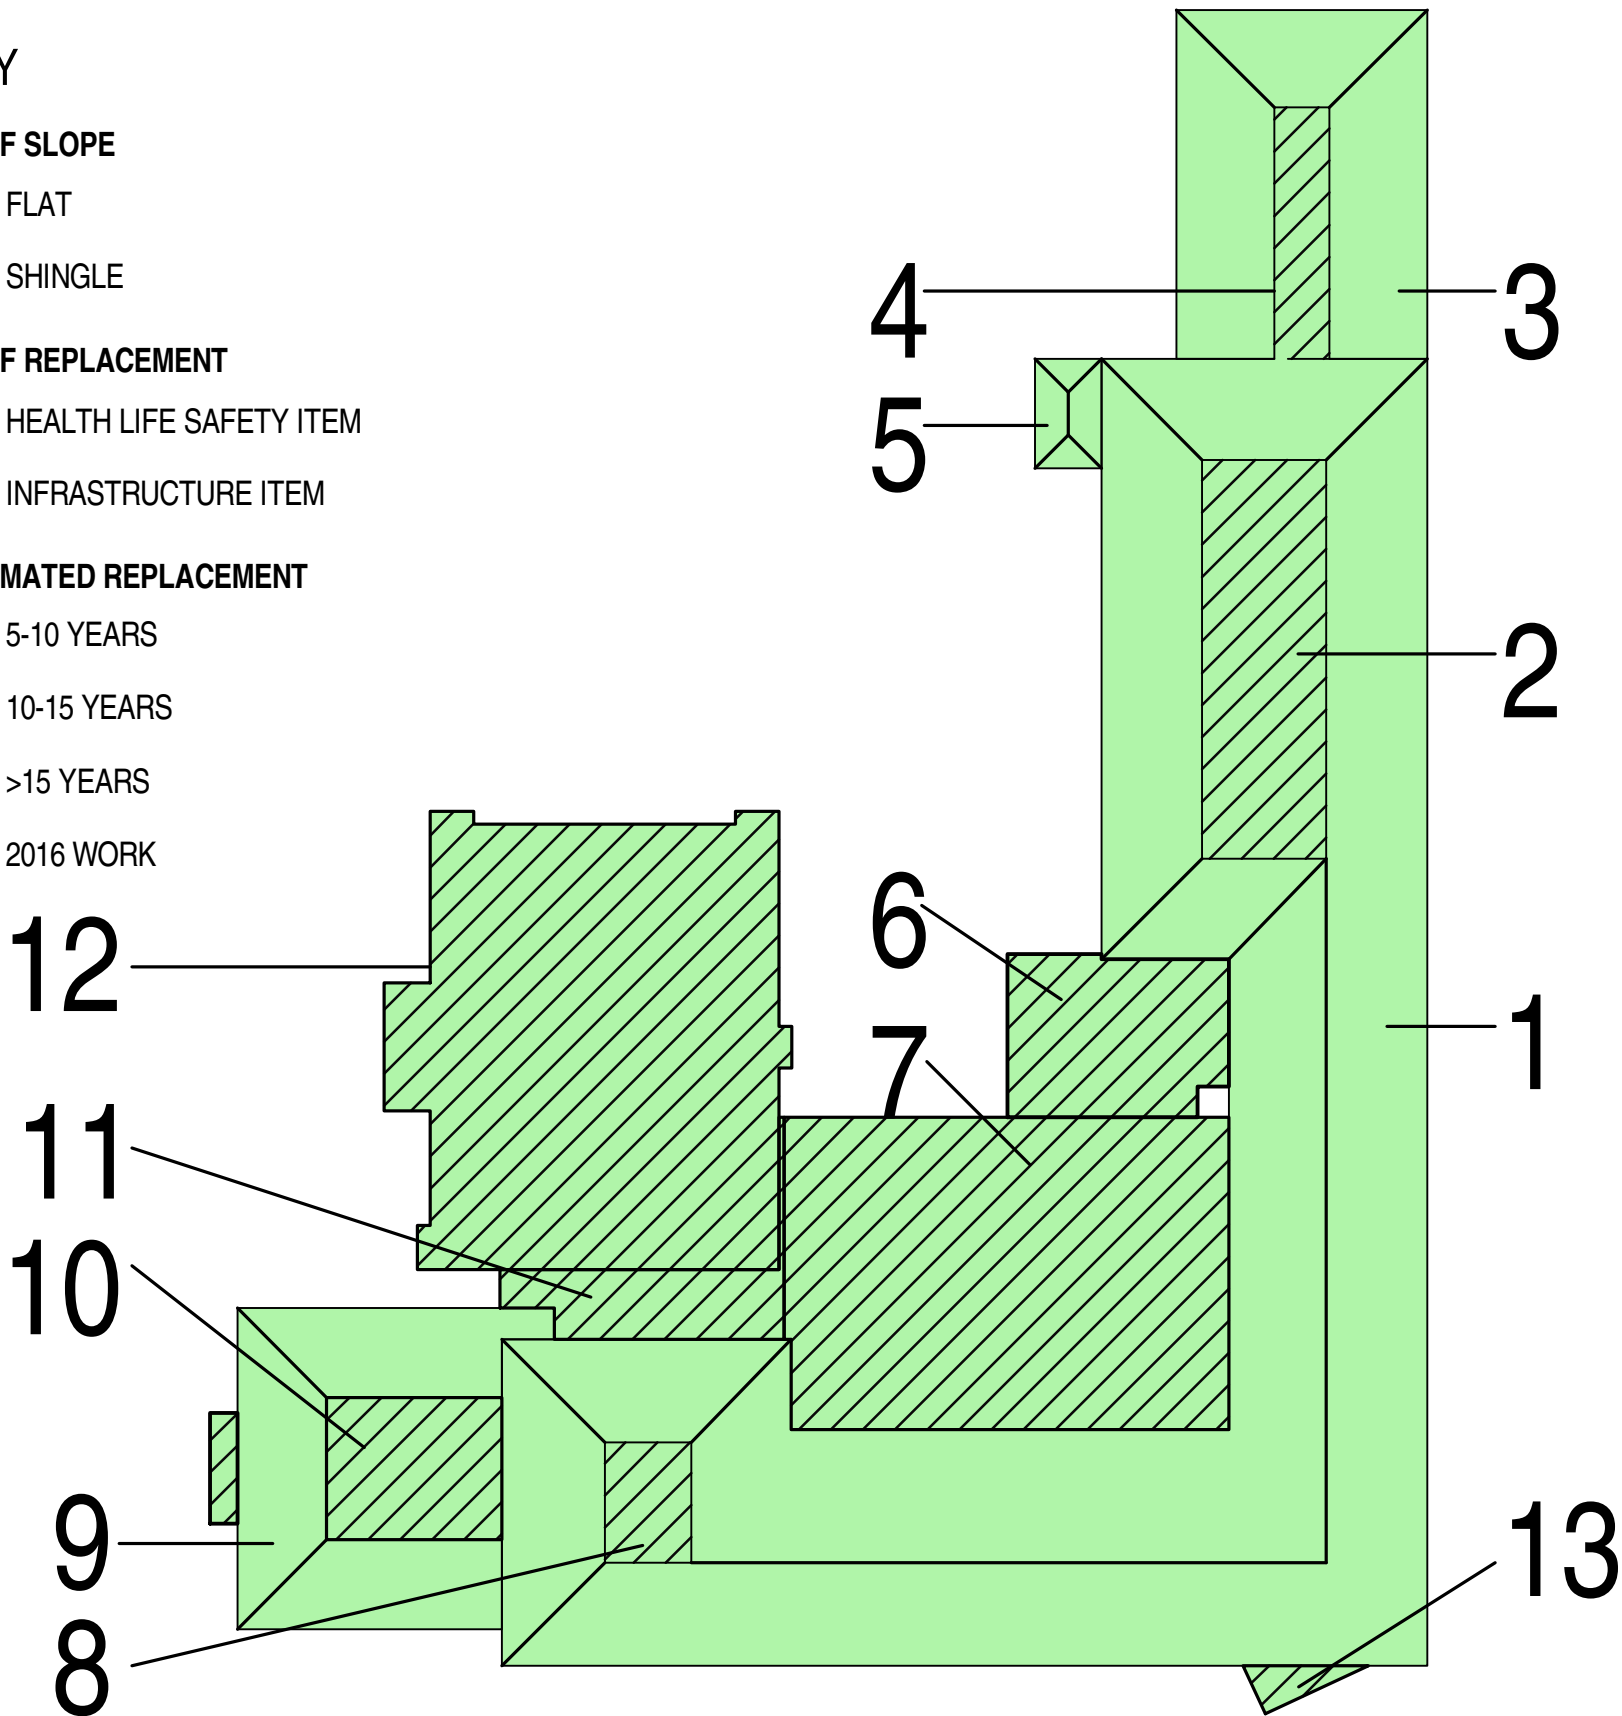 Y
F SLOPE
FLAT
SHINGLE
F REPLACEMENT
HEALTH LIFE SAFETY ITEM
INFRASTRUCTURE ITEM
MATED REPLACEMENT
5-10 YEARS
10-15 YEARS
>15 YEARS
2016 WORK
4
3
5
2
6
12
7
1
11
10
9
13
8